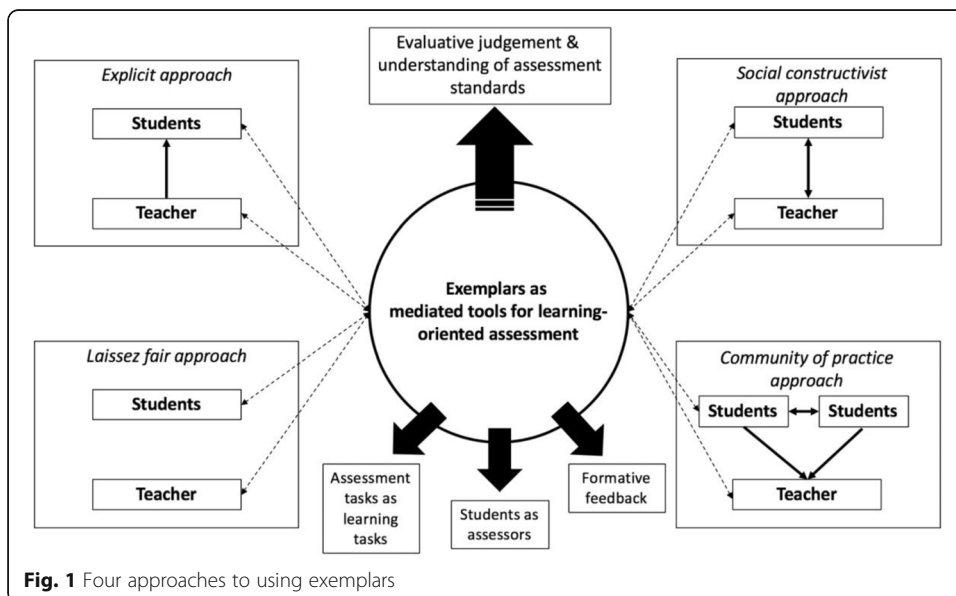 Evaluative judgement &
understanding of assessment
standards
Explicit approach
Students
Teacher
Social constructivist
approach
Students
Teacher
Exemplars as
mediated tools for learning-
oriented assessment
Laissez fair approach
Students
Teacher
Community of practice
approach
Students
Students
Teacher
Assessment
tasks as
learning
tasks
Students as
assessors
Formative
feedback
Fig. 1 Four approaches to using exemplars